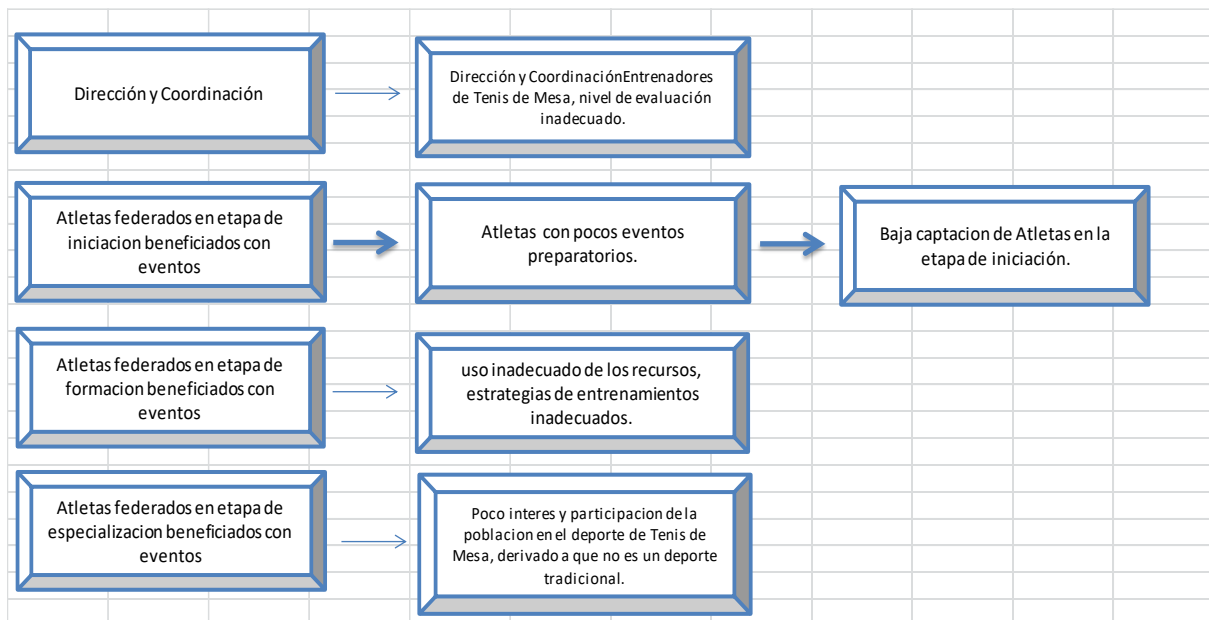 Dirección y Coordinación
Dirección y CoordinaciónEntrenadores
de Tenis de Mesa, nivel de evaluación
inadecuado.
Atletas federados en etapa de
iniciacion beneficiados con
eventos
Atletas con pocos eventos
preparatorios.
Baja captacion de Atletas en la
etapa de iniciación.
Atletas federados en etapa de
formacion beneficiados con
eventos
uso inadecuado de los recursos,
estrategias de entrenamientos
inadecuados.
Atletas federados en etapa de
especializacion beneficiados con
eventos
Poco interes y participacion de la
poblacion en el deporte de Tenis de
Mesa, derivado a que no es un deporte
tradicional.